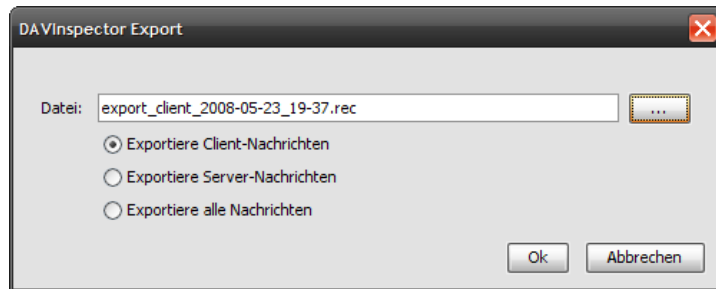 DAVInspector Export
Datei: export_client_2008-05-23_19-37.rec ...
Exportiere Client-Nachrichten
Exportiere Server-Nachrichten
Exportiere alle Nachrichten
Ok Abbrechen